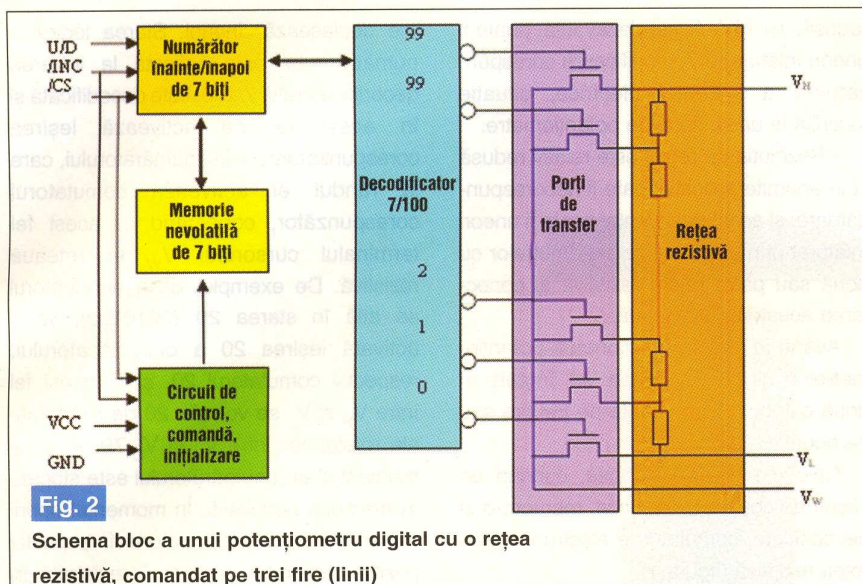 U/D
/INC
/CS
Numărător
înainte/înapoi
de 7 biți
Memorie
nevolatilă
de 7 biți
VCC
GND
Circuit de
control,
comandă,
inițializare
99
99
Decodificator
7/100
2
1
0
Porți
de
transfer
Rețea
rezistivă
VH
VL
VW
Fig. 2
Schema bloc a unui potențiometru digital cu o rețea
rezistivă, comandat pe trei fire (linii)